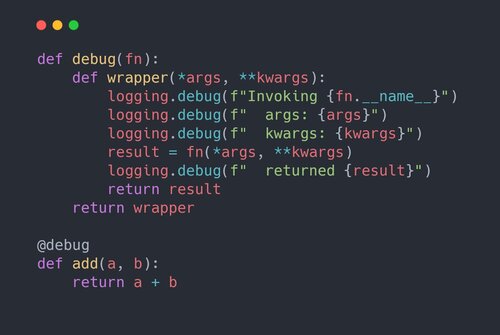 def debug(fn):
    def wrapper(*args, **kwargs):
        logging.debug(f"Invoking {fn.__name__}")
        logging.debug(f"  args: {args}")
        logging.debug(f"  kwargs: {kwargs}")
        result = fn(*args, **kwargs)
        logging.debug(f"  returned {result}")
        return result
    return wrapper

@debug
def add(a, b):
    return a + b